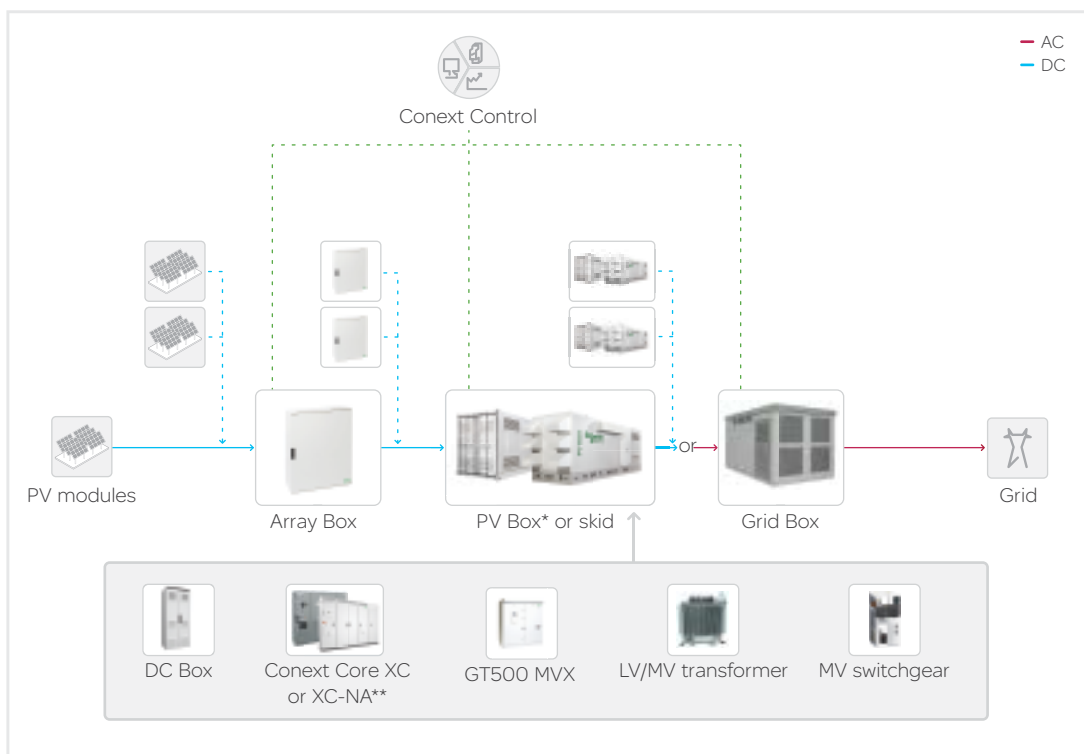 AC
DC
Conext Control
or
PV modules
Array Box
PV Box* or skid
Grid Box
Grid
DC Box
Conext Core XC
or XC-NA**
GT500 MVX
LV/MV transformer
MV switchgear